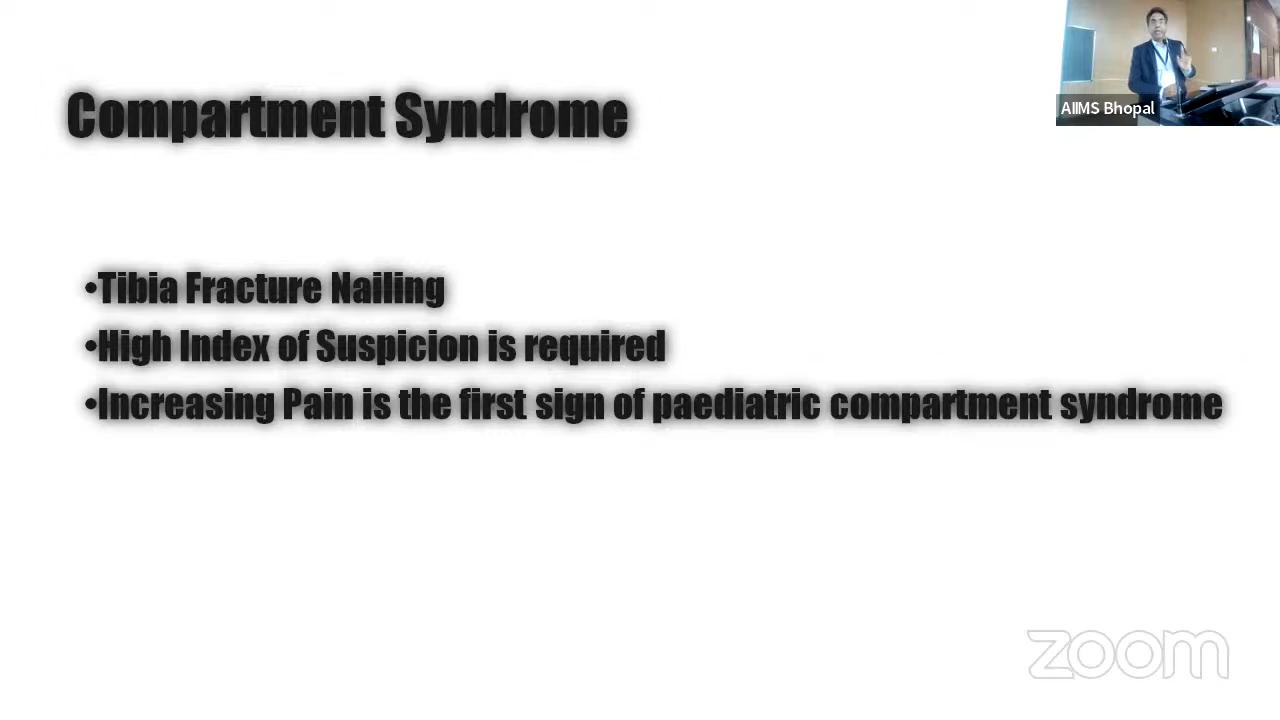 Compartment Syndrome
AIIMS Bhopal
•Tibia Fracture Nailing
•High Index of Suspicion is required
•Increasing Pain is the first sign of paediatric compartment syndrome
zoom